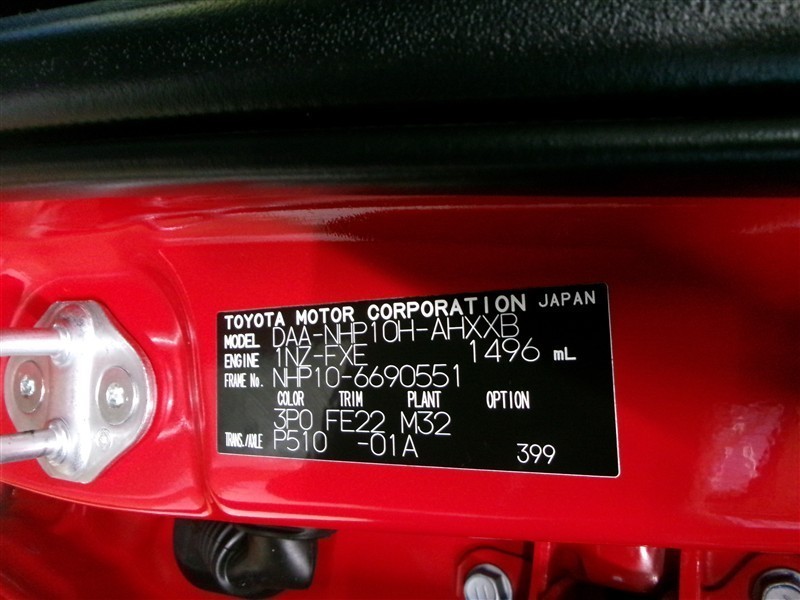 TOYOTA MOTOR CORPORATION JAPAN
MODEL DAA-NHP10H-AHXXB
ENGINE 1NZ-FXE 1496 mL
FRAME No. NHP10-6690551
COLOR TRIM PLANT OPTION
3P0 FE22 M32
TRANS./AXLE P510 -01A 399